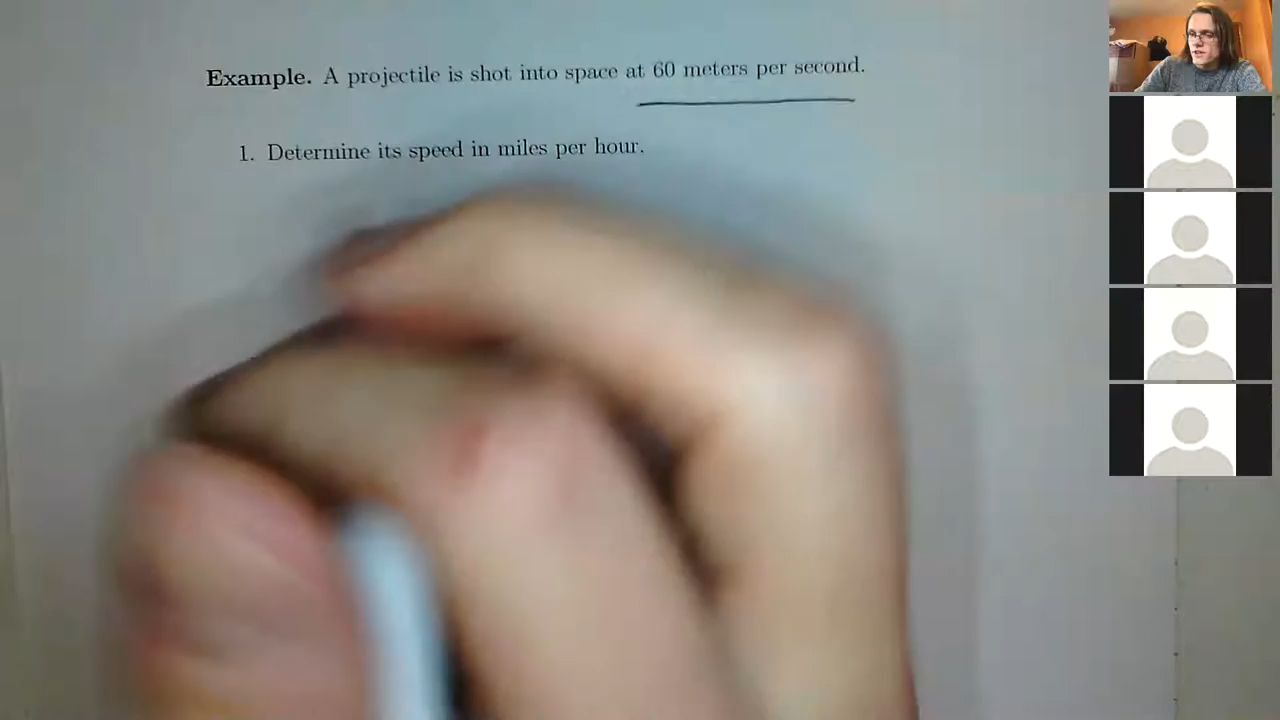 Example. A projectile is shot into space at 60 meters per second.
1. Determine its speed in miles per hour.